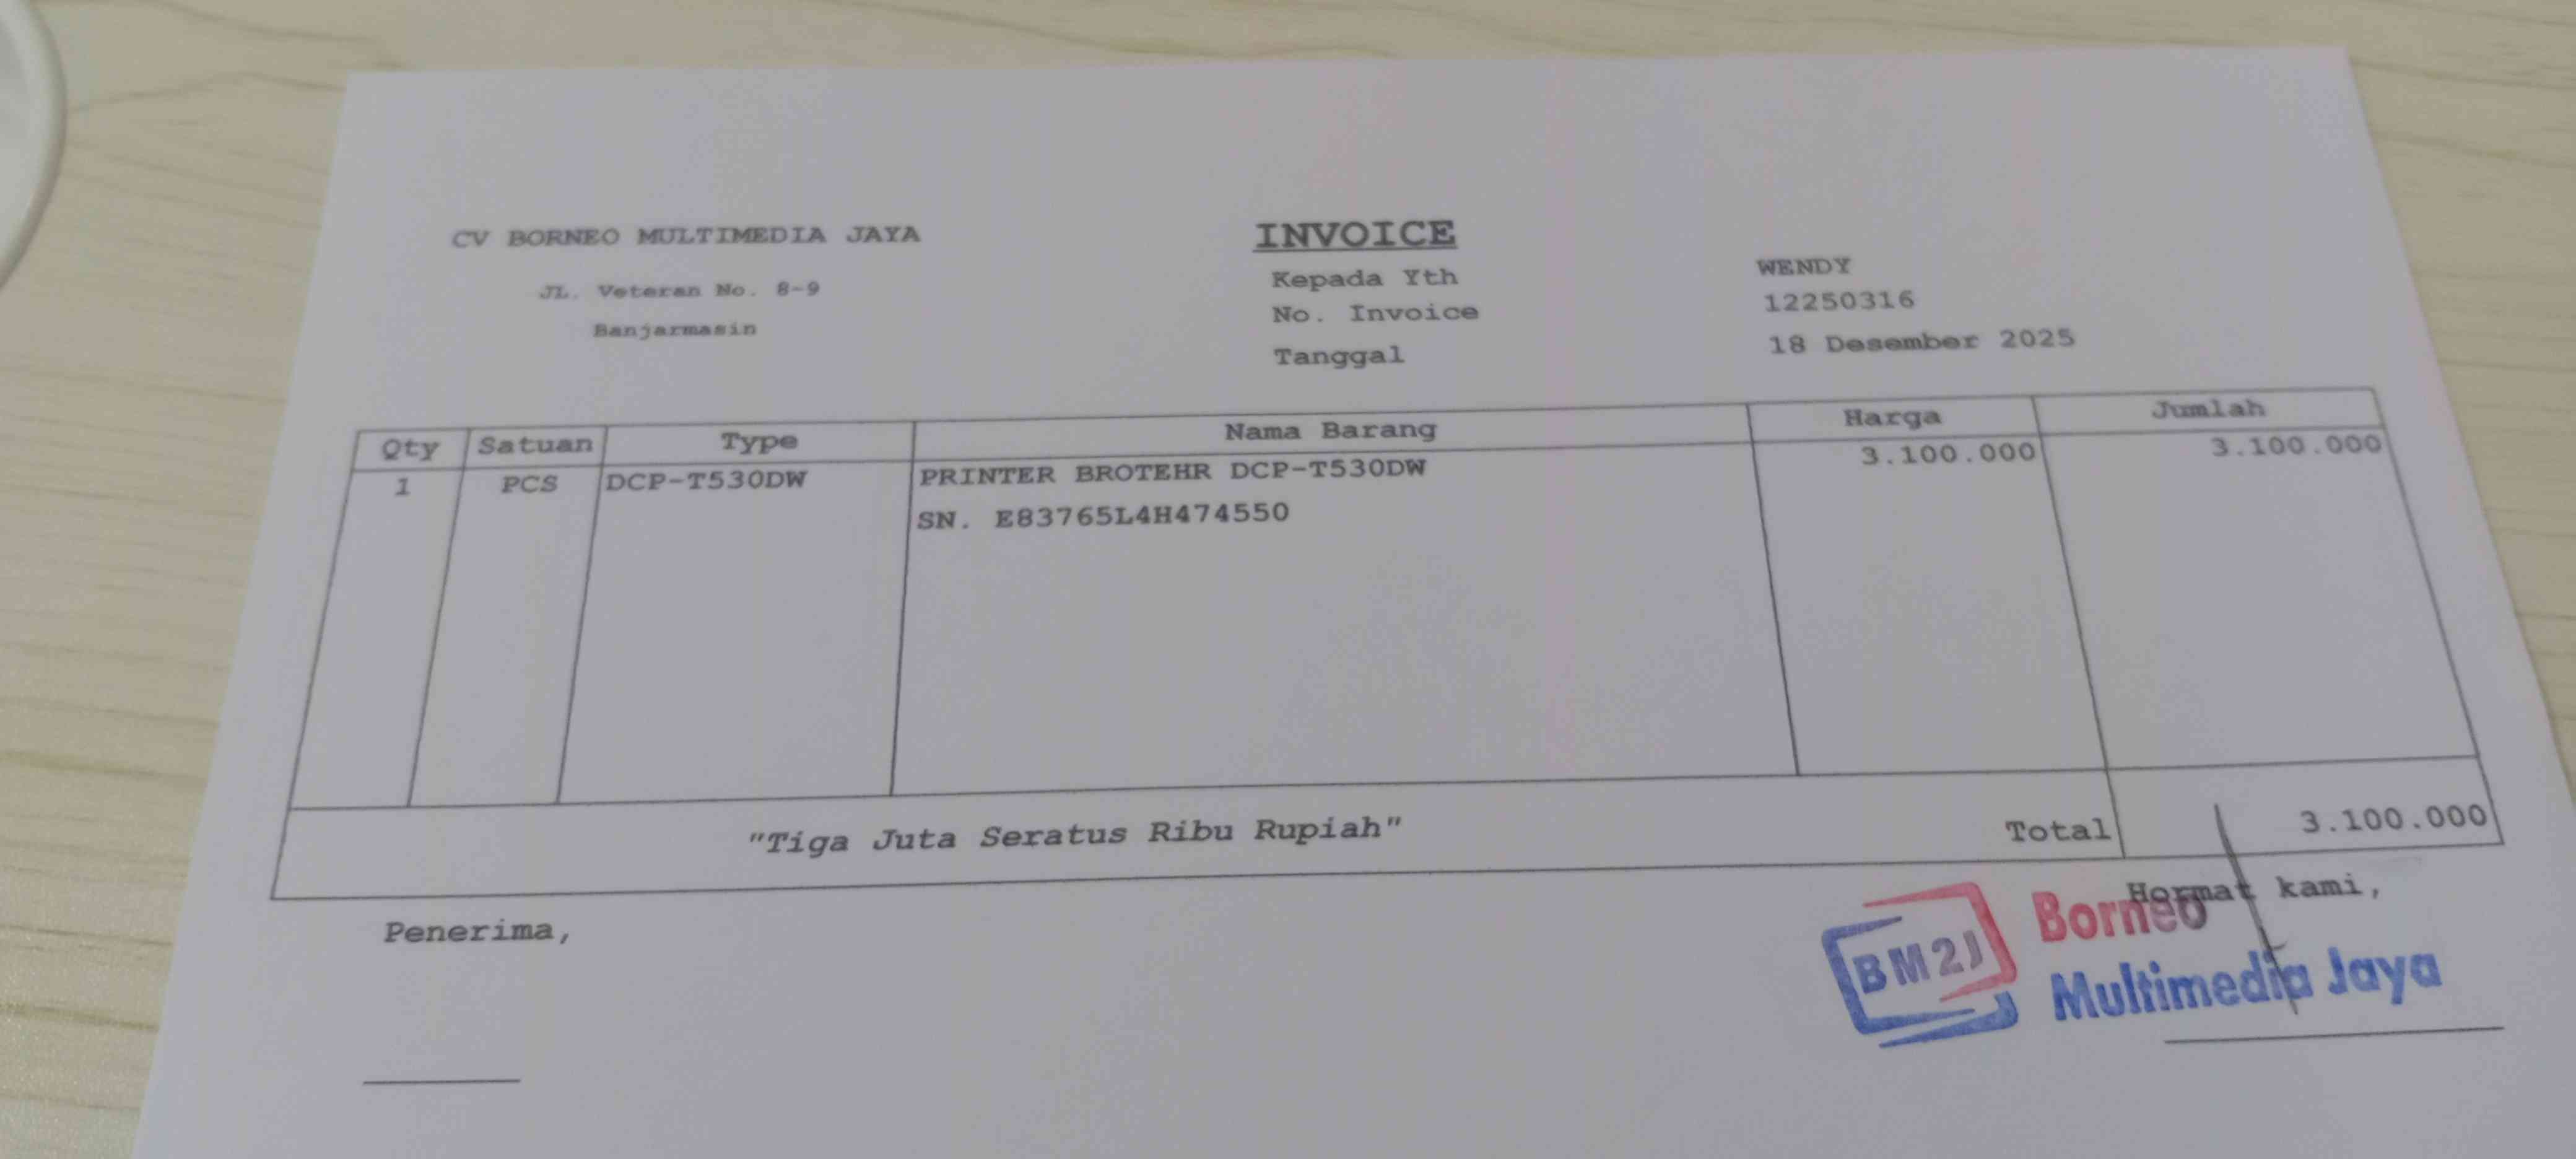 CV BORNEO MULTIMEDIA JAYA
JL. Veteran No. 8-9
Banjarmasin
INVOICE
Kepada Yth WENDY
No. Invoice 12250316
Tanggal 18 Desember 2025
Qty Satuan Type Nama Barang Harga Jumlah
1 PCS DCP-T530DW PRINTER BROTEHR DCP-T530DW 3.100.000 3.100.000
SN. E83765L4H474550
"Tiga Juta Seratus Ribu Rupiah" Total 3.100.000
Penerima, Hormat kami,
BM2J Borneo
Multimedia Jaya